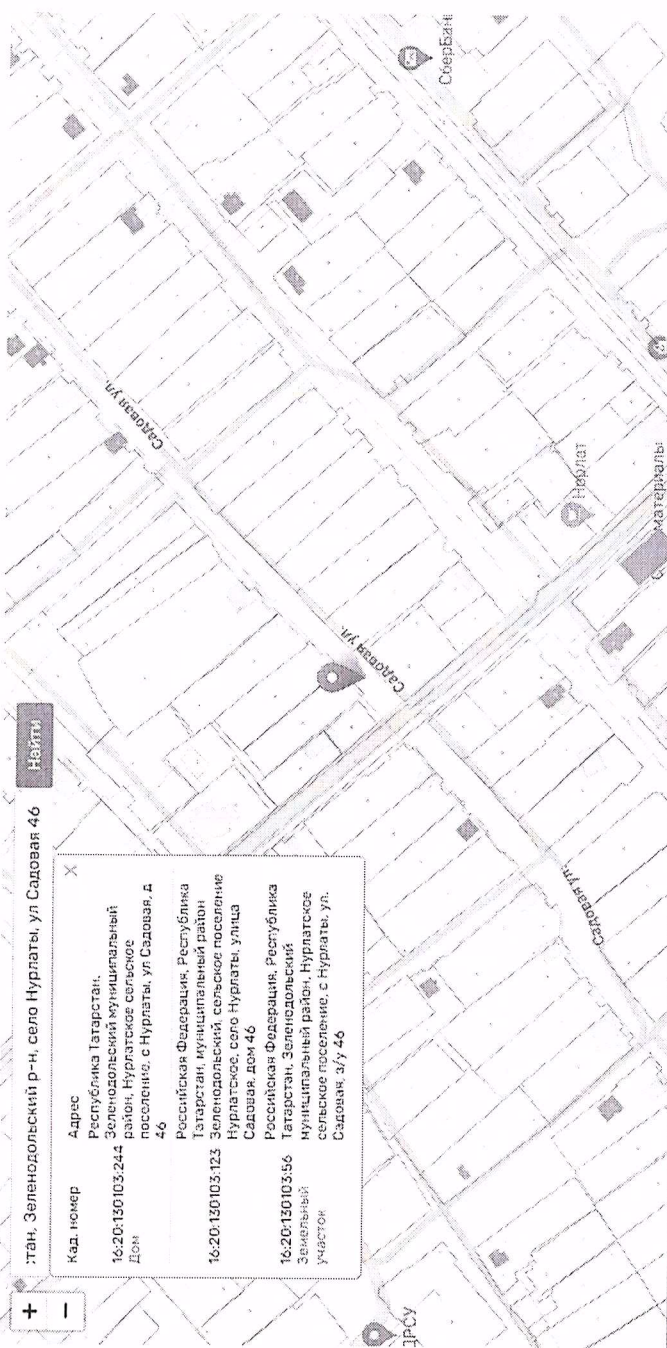 :тан, Зеленодольский р-н, село Нурлаты, ул Садовая 46
Найти
+
−
Кад. номер Адрес
16:20:130103:244
Дом
Республика Татарстан,
Зеленодольский муниципальный
район, Нурлатское сельское
поселение, с Нурлаты, ул Садовая, д
46
16:20:130103:123
Российская Федерация, Республика
Татарстан, муниципальный район
Зеленодольский, сельское поселение
Нурлатское, село Нурлаты, улица
Садовая, дом 46
16:20:130103:56
Земельный
участок
Российская Федерация, Республика
Татарстан, Зеленодольский
муниципальный район, Нурлатское
сельское поселение, с Нурлаты, ул.
Садовая, з/у 46
Садовая ул.
Садовая ул.
Садовая ул.
СберБан
Нурлат
материалы
ДРСУ